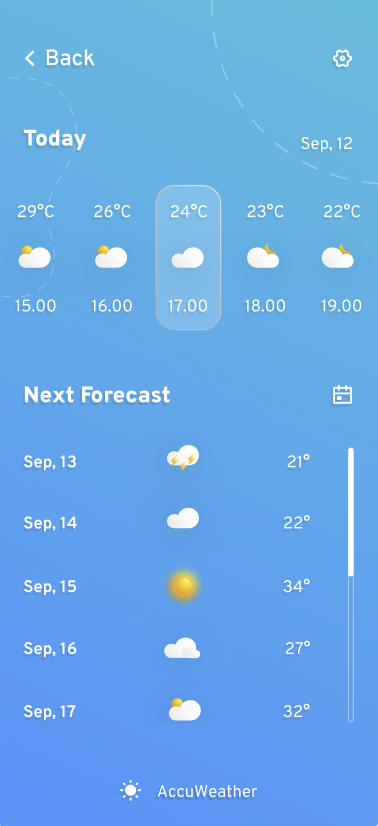 Back
Today
Sep, 12
29°C 26°C 24°C 23°C 22°C
15.00 16.00 17.00 18.00 19.00
Next Forecast
Sep, 13 21°
Sep, 14 22°
Sep, 15 34°
Sep, 16 27°
Sep, 17 32°
AccuWeather